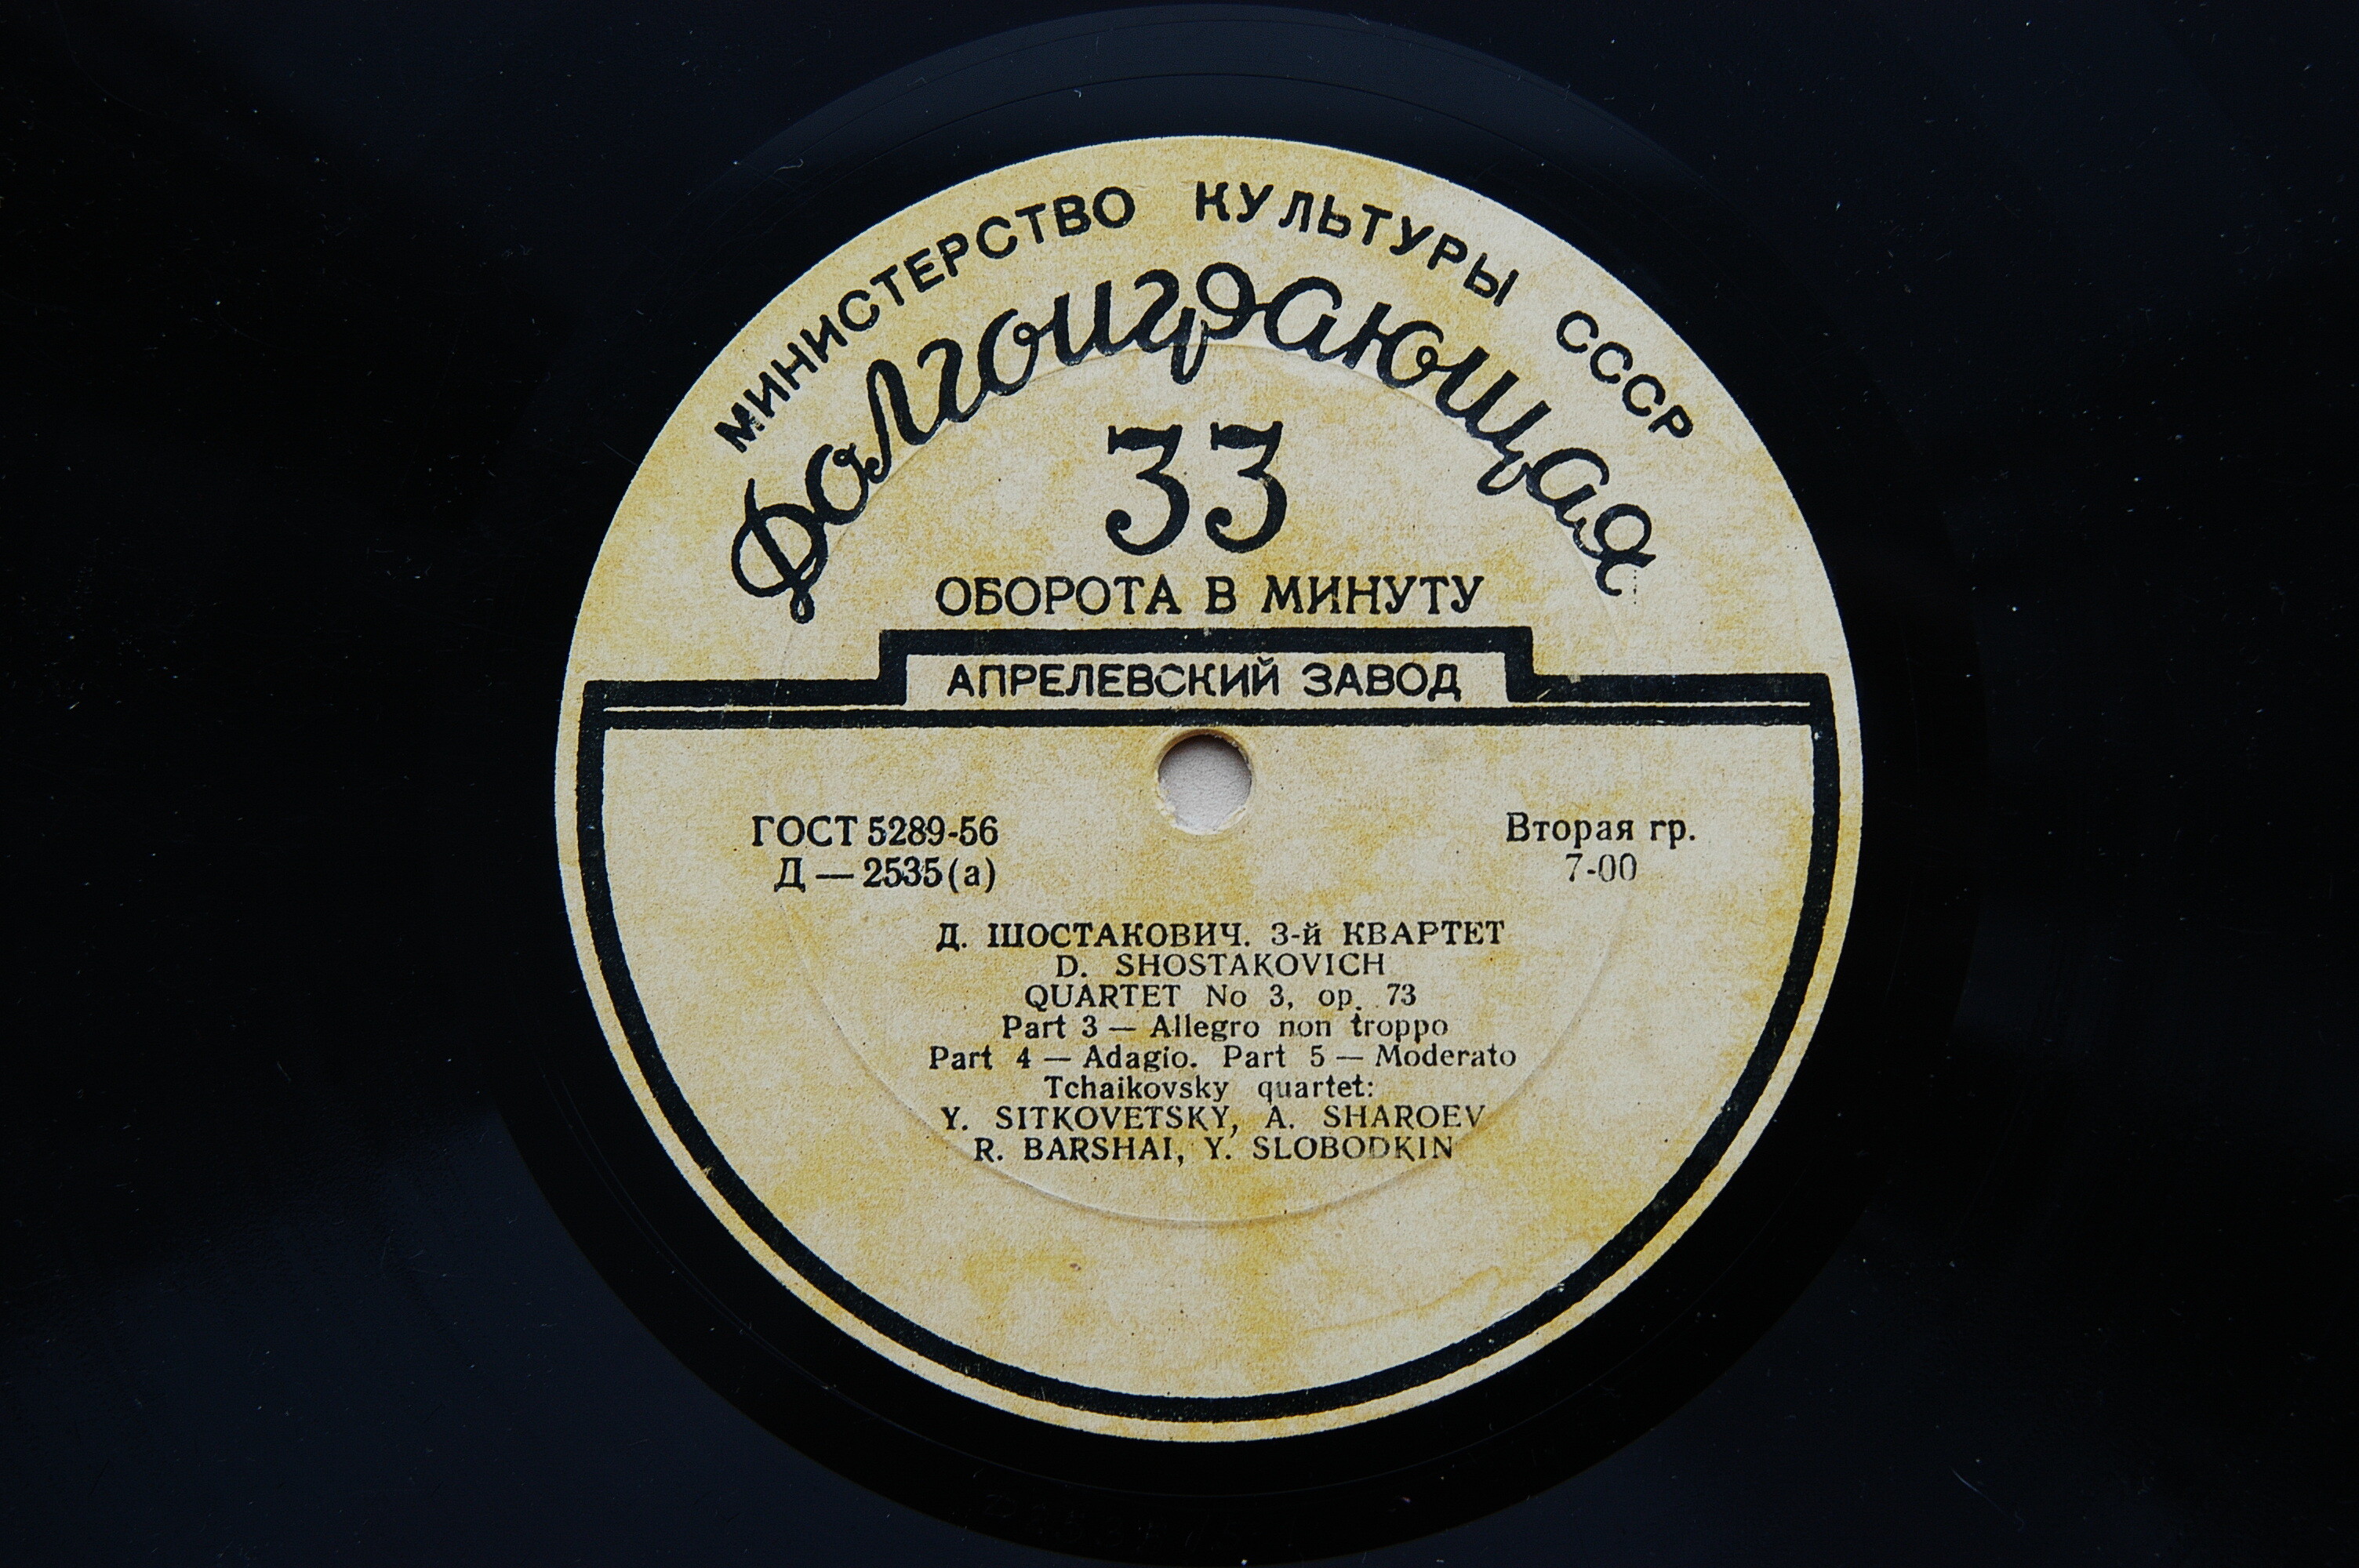 МИНИСТЕРСТВО КУЛЬТУРЫ СССР
Долгоиграющая
33
ОБОРОТА В МИНУТУ
АПРЕЛЕВСКИЙ ЗАВОД
ГОСТ 5289-56
Д — 2535(а)
Вторая гр.
7-00
Д. ШОСТАКОВИЧ. 3-й КВАРТЕТ
D. SHOSTAKOVICH
QUARTET No 3, op. 73
Part 3 — Allegro non troppo
Part 4 — Adagio. Part 5 — Moderato
Tchaikovsky quartet:
Y. SITKOVETSKY, A. SHAROEV
R. BARSHAI, Y. SLOBODKIN